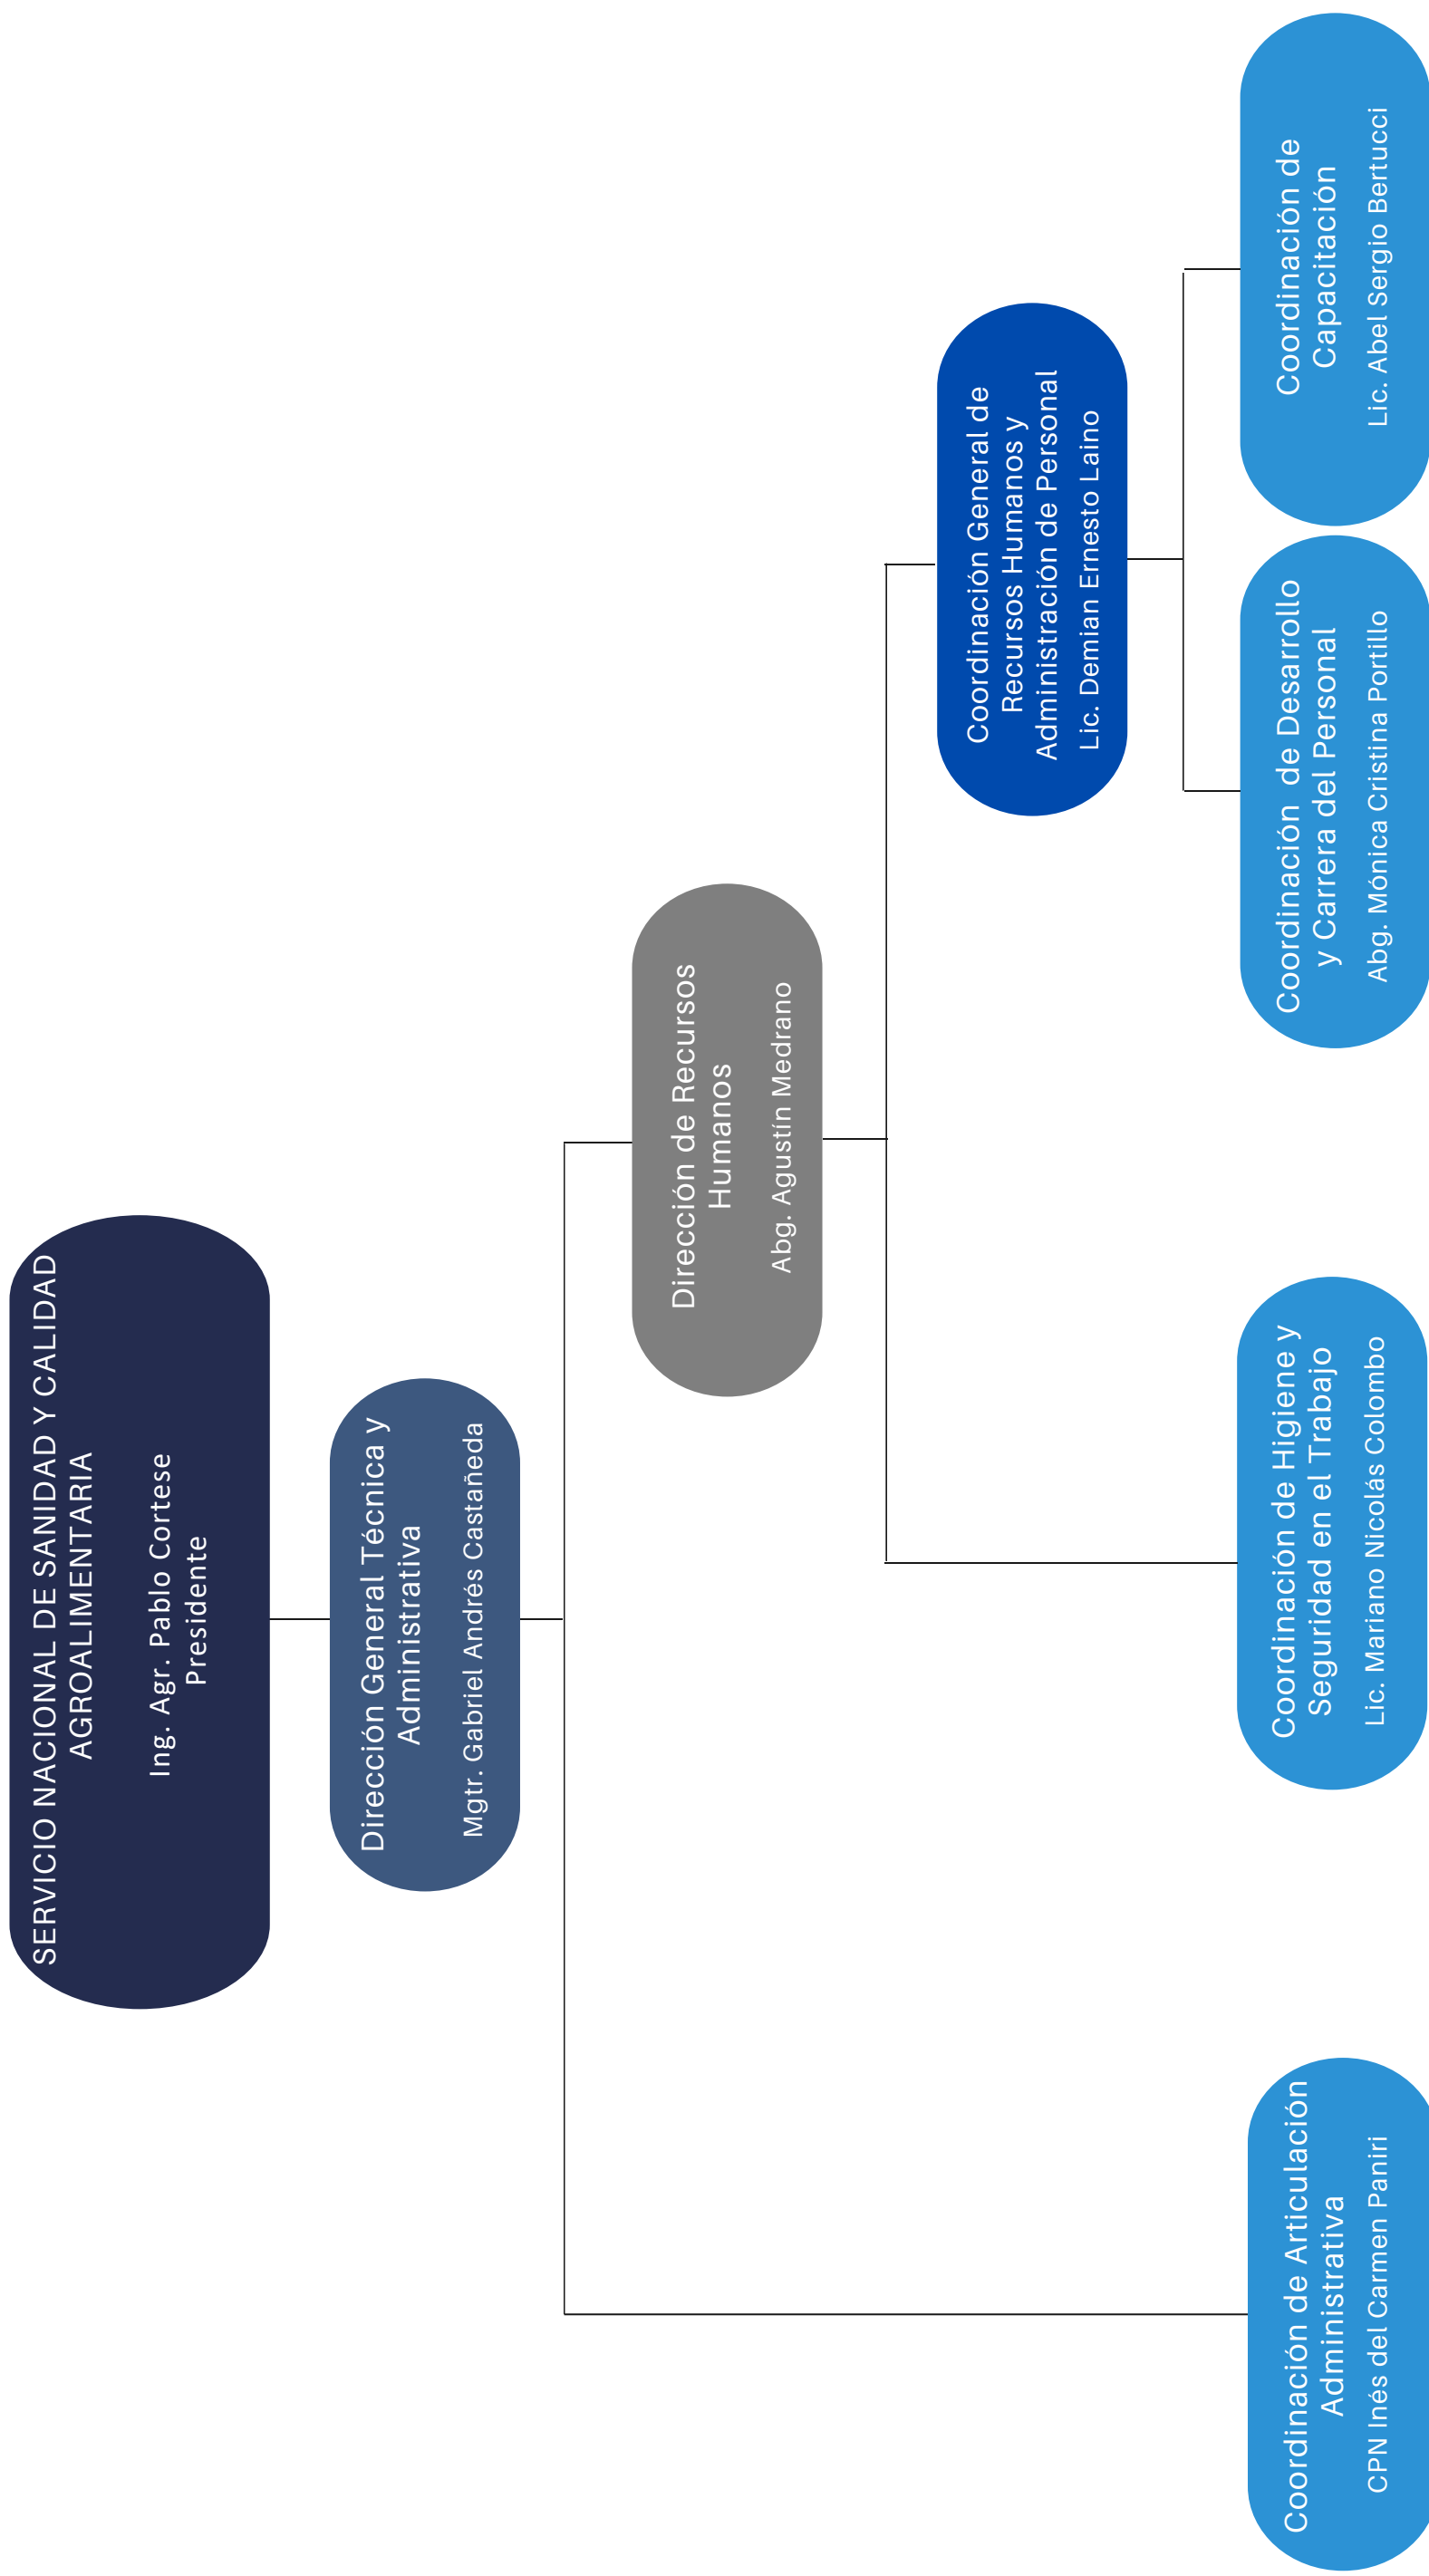 SERVICIO NACIONAL DE SANIDAD Y CALIDAD
AGROALIMENTARIA
Ing. Agr. Pablo Cortese
Presidente
Dirección General Técnica y
Administrativa
Mgtr. Gabriel Andrés Castañeda
Dirección de Recursos
Humanos
Abg. Agustín Medrano
Coordinación General de
Recursos Humanos y
Administración de Personal
Lic. Demian Ernesto Laino
Coordinación de Articulación
Administrativa
CPN Inés del Carmen Paniri
Coordinación de Higiene y
Seguridad en el Trabajo
Lic. Mariano Nicolás Colombo
Coordinación de Desarrollo
y Carrera del Personal
Abg. Mónica Cristina Portillo
Coordinación de
Capacitación
Lic. Abel Sergio Bertucci